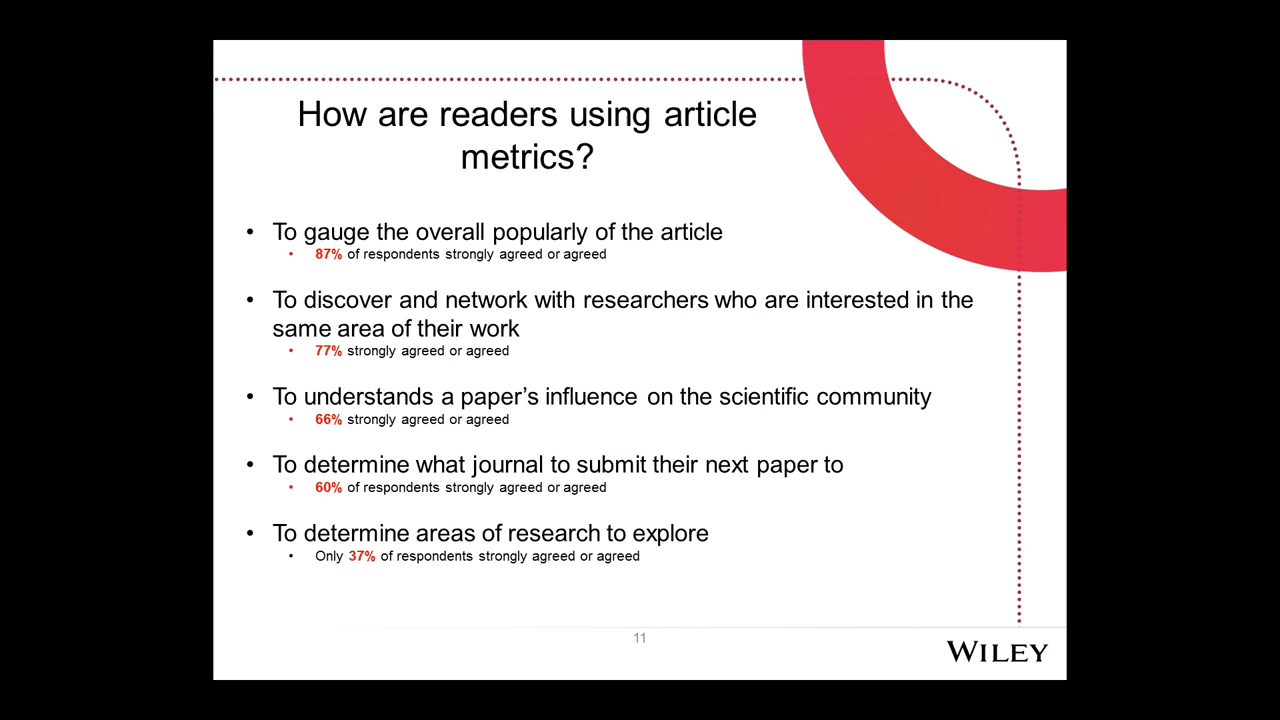 How are readers using article
metrics?
• To gauge the overall popularly of the article
• 87% of respondents strongly agreed or agreed
• To discover and network with researchers who are interested in the
same area of their work
• 77% strongly agreed or agreed
• To understands a paper’s influence on the scientific community
• 66% strongly agreed or agreed
• To determine what journal to submit their next paper to
• 60% of respondents strongly agreed or agreed
• To determine areas of research to explore
• Only 37% of respondents strongly agreed or agreed
11
WILEY